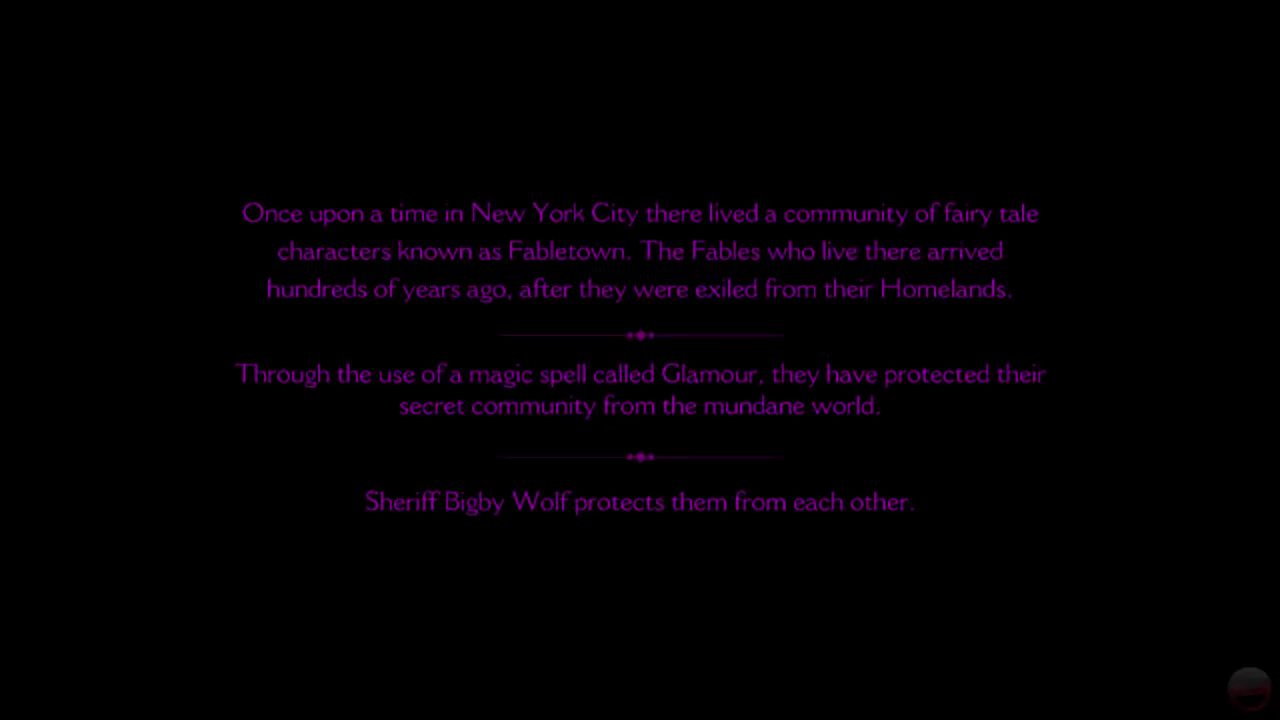 Once upon a time in New York City there lived a community of fairy tale
characters known as Fabletown. The Fables who live there arrived
hundreds of years ago, after they were exiled from their Homelands.
Through the use of a magic spell called Glamour, they have protected their
secret community from the mundane world.
Sheriff Bigby Wolf protects them from each other.